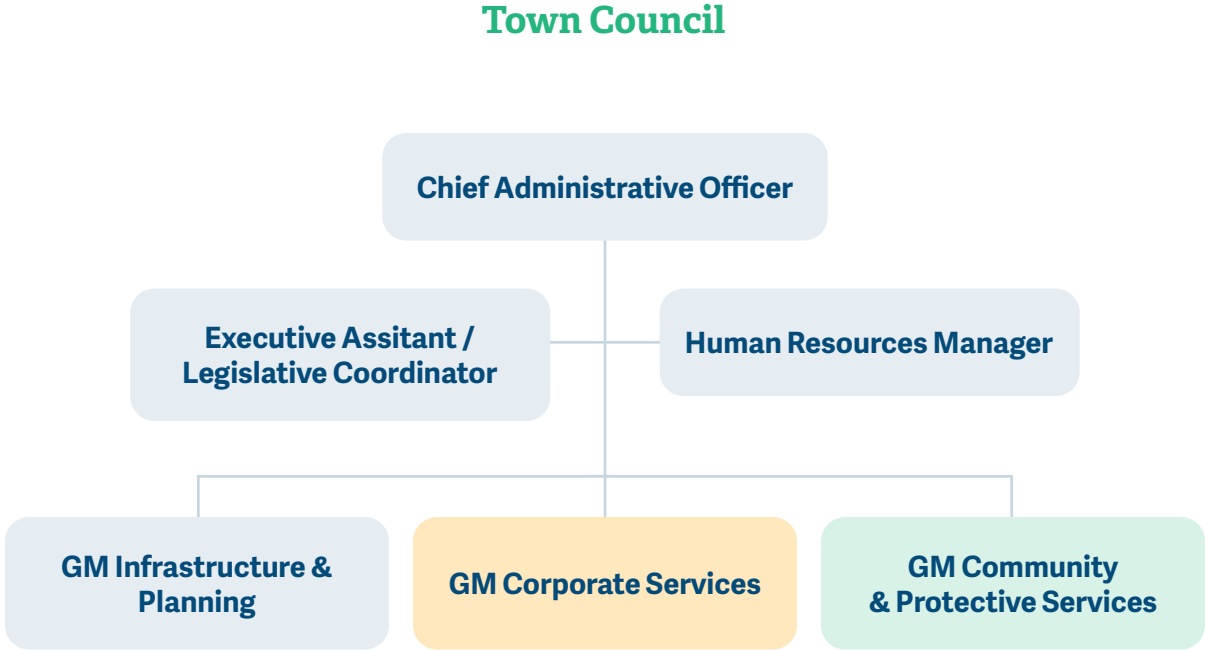 Town Council
Chief Administrative Officer
Executive Assitant /
Legislative Coordinator
Human Resources Manager
GM Infrastructure &
Planning
GM Corporate Services
GM Community
& Protective Services